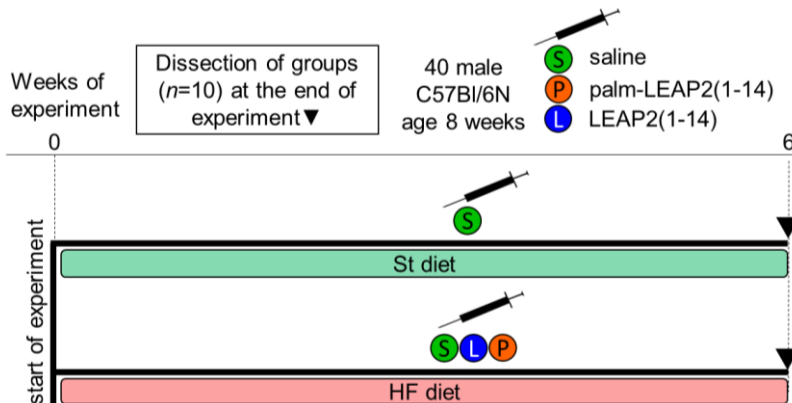 Weeks of
experiment
Dissection of groups
(n=10) at the end of
experiment▼
40 male
C57Bl/6N
age 8 weeks
S saline
P palm-LEAP2(1-14)
L LEAP2(1-14)
0
6
start of experiment
S
St diet
S L P
HF diet